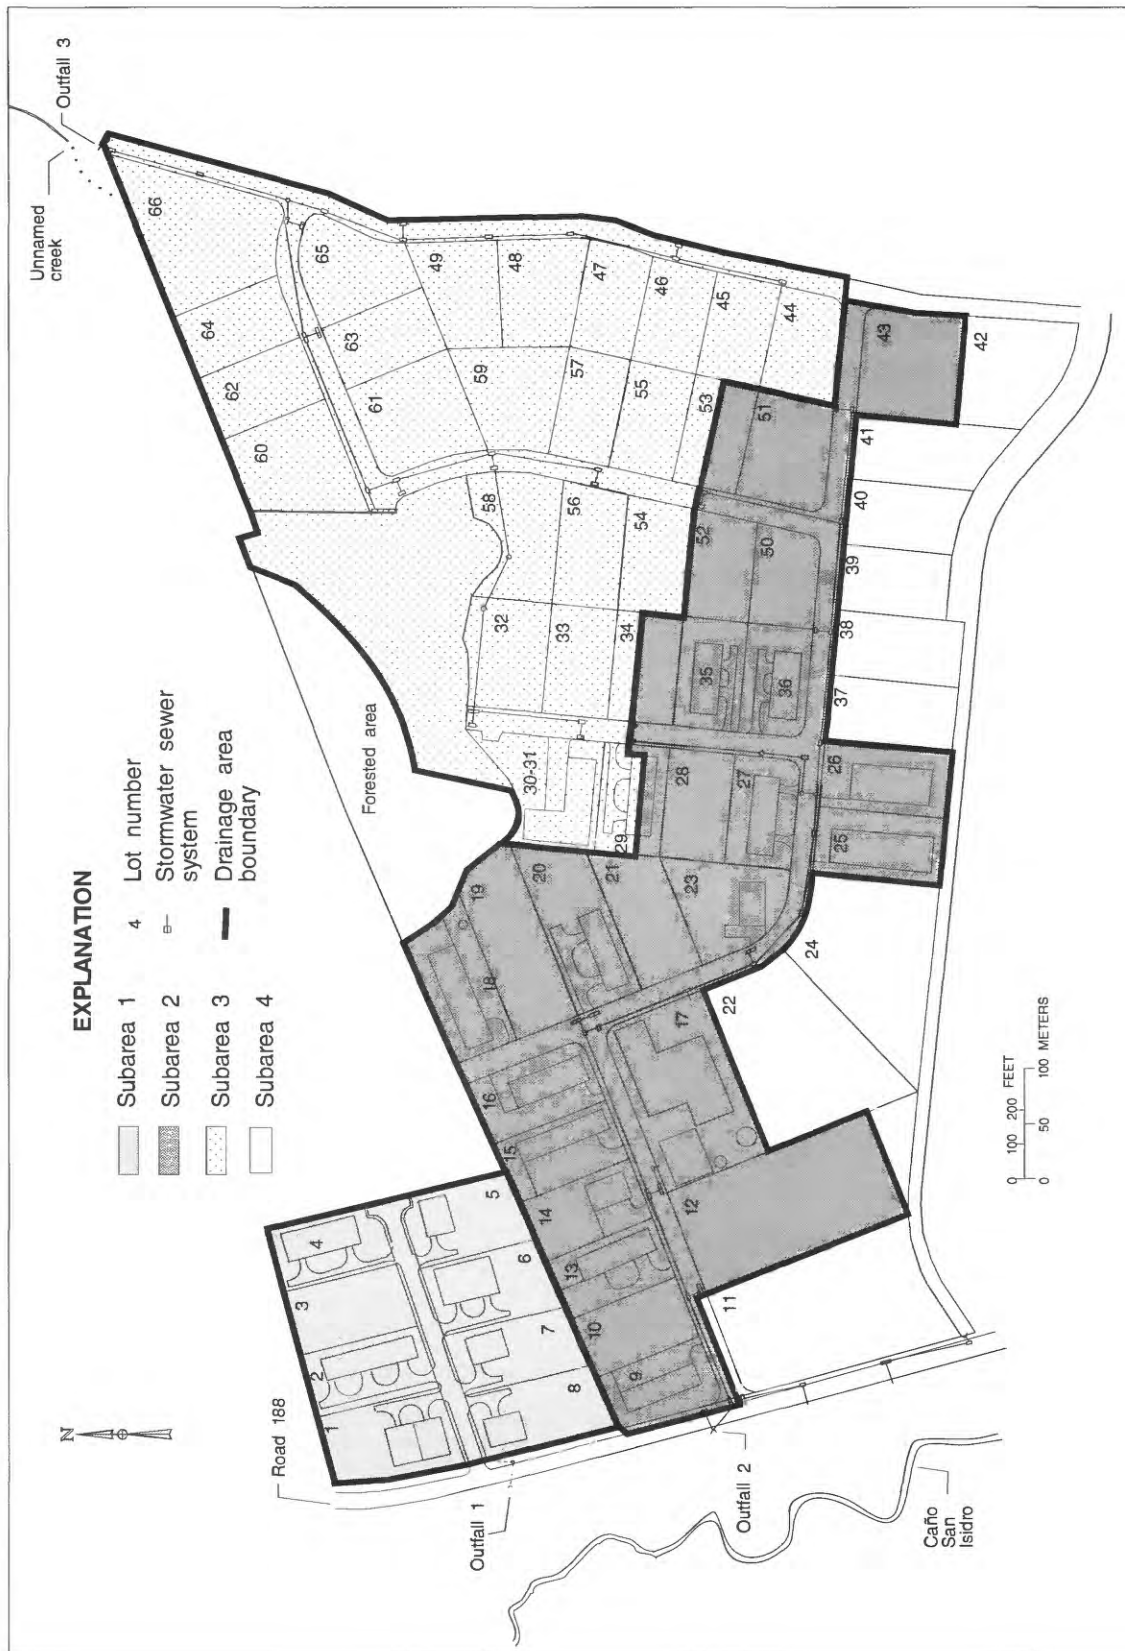 EXPLANATION
Subarea 1
Subarea 2
Subarea 3
Subarea 4
4 Lot number
Stormwater sewer
system
Drainage area
boundary
N
Road 188
Outfall 1
Outfall 2
Caño
San
Isidro
Forested area
Unnamed
creek
Outfall 3
1
2
3
4
5
6
7
8
9
10
11
12
13
14
15
16
17
18
19
20
21
22
23
24
25
26
27
28
29
30-31
32
33
34
35
36
37
38
39
40
41
42
43
44
45
46
47
48
49
50
51
52
53
54
55
56
57
58
59
60
61
62
63
64
65
66
0 100 200 FEET
0 50 100 METERS